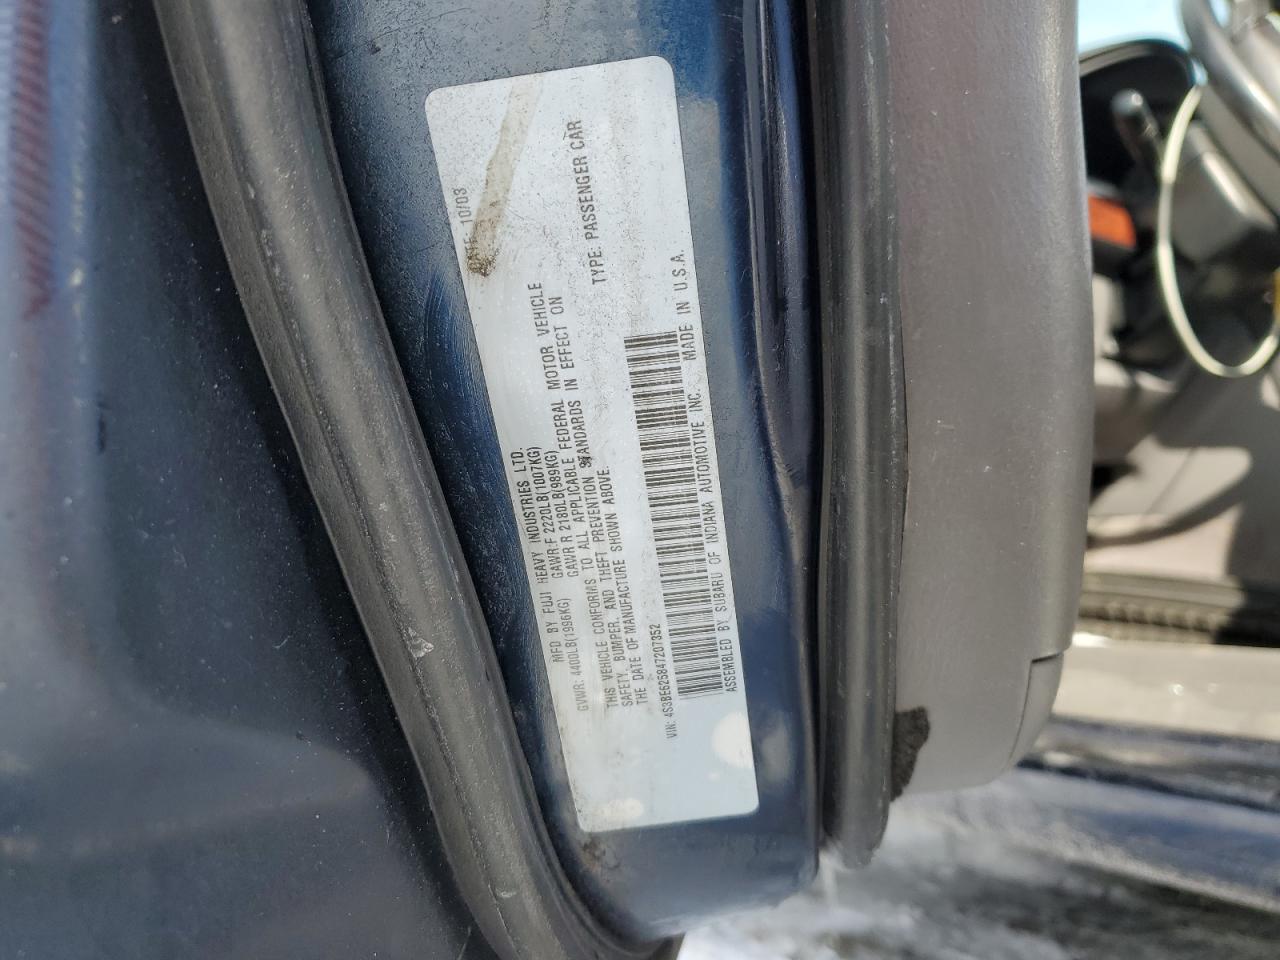 MFD BY FUJI HEAVY INDUSTRIES LTD. 10/03
GVWR: 4400LB(1996KG) GAWR-F 2220LB(1007KG)
GAWR R 2180LB(989KG)
THIS VEHICLE CONFORMS TO ALL APPLICABLE FEDERAL MOTOR VEHICLE
SAFETY, BUMPER, AND THEFT PREVENTION STANDARDS IN EFFECT ON
THE DATE OF MANUFACTURE SHOWN ABOVE.
VIN: 4S3BE625847207352 TYPE: PASSENGER CAR
ASSEMBLED BY SUBARU OF INDIANA AUTOMOTIVE INC. MADE IN U.S.A.